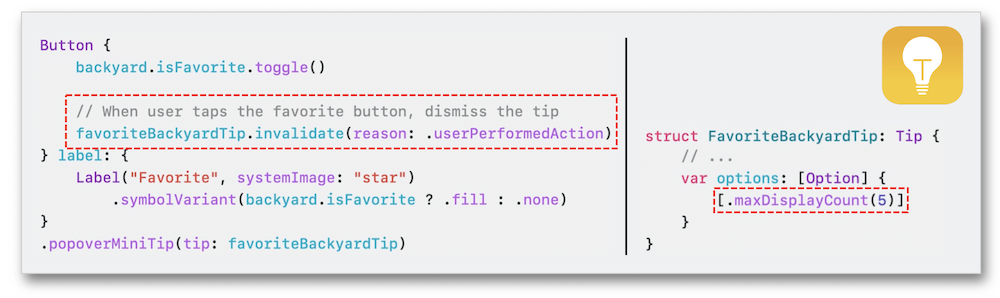 Button {
    backyard.isFavorite.toggle()

    // When user taps the favorite button, dismiss the tip
    favoriteBackyardTip.invalidate(reason: .userPerformedAction)
} label: {
    Label("Favorite", systemImage: "star")
        .symbolVariant(backyard.isFavorite ? .fill : .none)
}
.popoverMiniTip(tip: favoriteBackyardTip)
T
struct FavoriteBackyardTip: Tip {
    // ...
    var options: [Option] {
        [.maxDisplayCount(5)]
    }
}